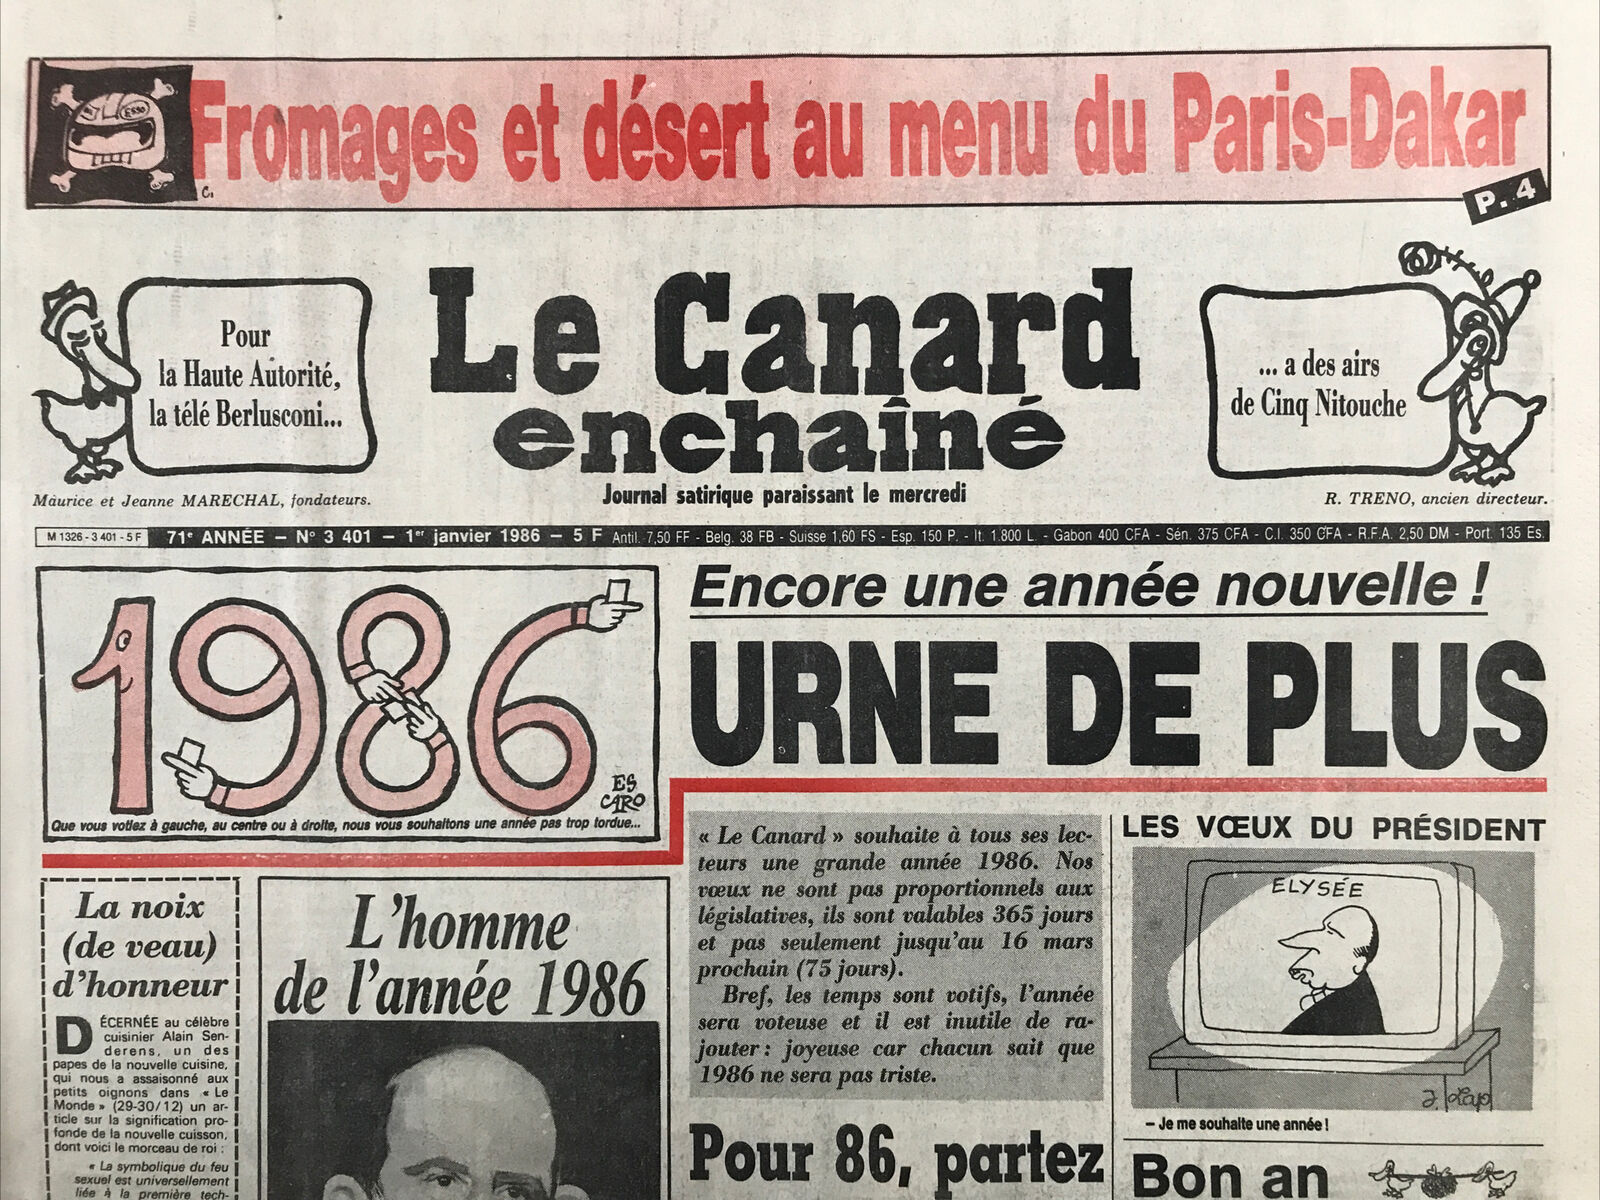 Fromages et désert au menu du Paris-Dakar
ESSO
C.
P. 4
Pour
la Haute Autorité,
la télé Berlusconi...
Le Canard
enchaîné
Journal satirique paraissant le mercredi
... a des airs
de Cinq Nitouche
Maurice et Jeanne MARECHAL, fondateurs.
R. TRENO, ancien directeur.
M 1326 - 3 401 - 5 F
71e ANNÉE – N° 3 401 – 1er janvier 1986 – 5 F Antil. 7,50 FF - Belg. 38 FB - Suisse 1,60 FS - Esp. 150 P. - It. 1.800 L. - Gabon 400 CFA - Sén. 375 CFA - C.I. 350 CFA - R.F.A. 2,50 DM - Port. 135 Es.
1986
ES
CARO
Que vous votiez à gauche, au centre ou à droite, nous vous souhaitons une année pas trop tordue...
Encore une année nouvelle !
URNE DE PLUS
La noix
(de veau)
d'honneur
DÉCERNÉE au célèbre
cuisinier Alain Sen-
derens, un des
papes de la nouvelle cuisine,
qui nous a assaisonné aux
petits oignons dans « Le
Monde » (29-30/12) un ar-
ticle sur la signification pro-
fonde de la nouvelle cuisson,
dont voici le morceau de roi :
« La symbolique du feu
sexuel est universellement
liée à la première tech-
L'homme
de l'année 1986
« Le Canard » souhaite à tous ses lec-
teurs une grande année 1986. Nos
vœux ne sont pas proportionnels aux
législatives, ils sont valables 365 jours
et pas seulement jusqu'au 16 mars
prochain (75 jours).
Bref, les temps sont votifs, l'année
sera voteuse et il est inutile de ra-
jouter : joyeuse car chacun sait que
1986 ne sera pas triste.
Pour 86, partez
LES VŒUX DU PRÉSIDENT
ELYSÉE
J. Lap
– Je me souhaite une année !
Bon an